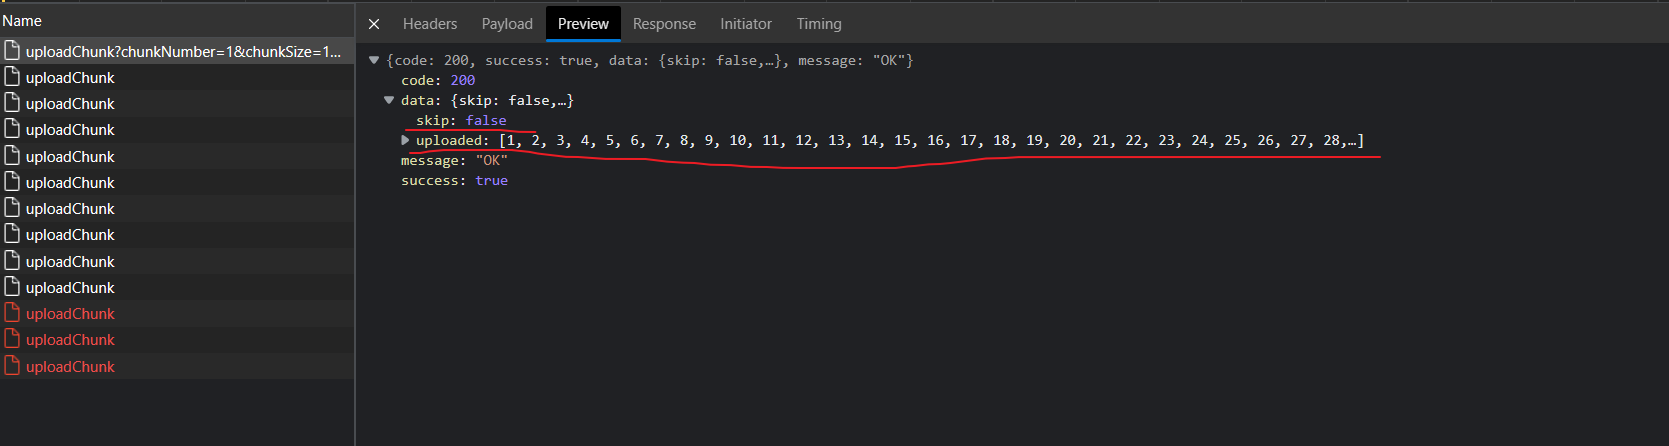 Name
uploadChunk?chunkNumber=1&chunkSize=1...
uploadChunk
uploadChunk
uploadChunk
uploadChunk
uploadChunk
uploadChunk
uploadChunk
uploadChunk
uploadChunk
uploadChunk
uploadChunk
uploadChunk
Headers Payload Preview Response Initiator Timing
{code: 200, success: true, data: {skip: false,…}, message: "OK"}
code: 200
data: {skip: false,…}
skip: false
uploaded: [1, 2, 3, 4, 5, 6, 7, 8, 9, 10, 11, 12, 13, 14, 15, 16, 17, 18, 19, 20, 21, 22, 23, 24, 25, 26, 27, 28,…]
message: "OK"
success: true